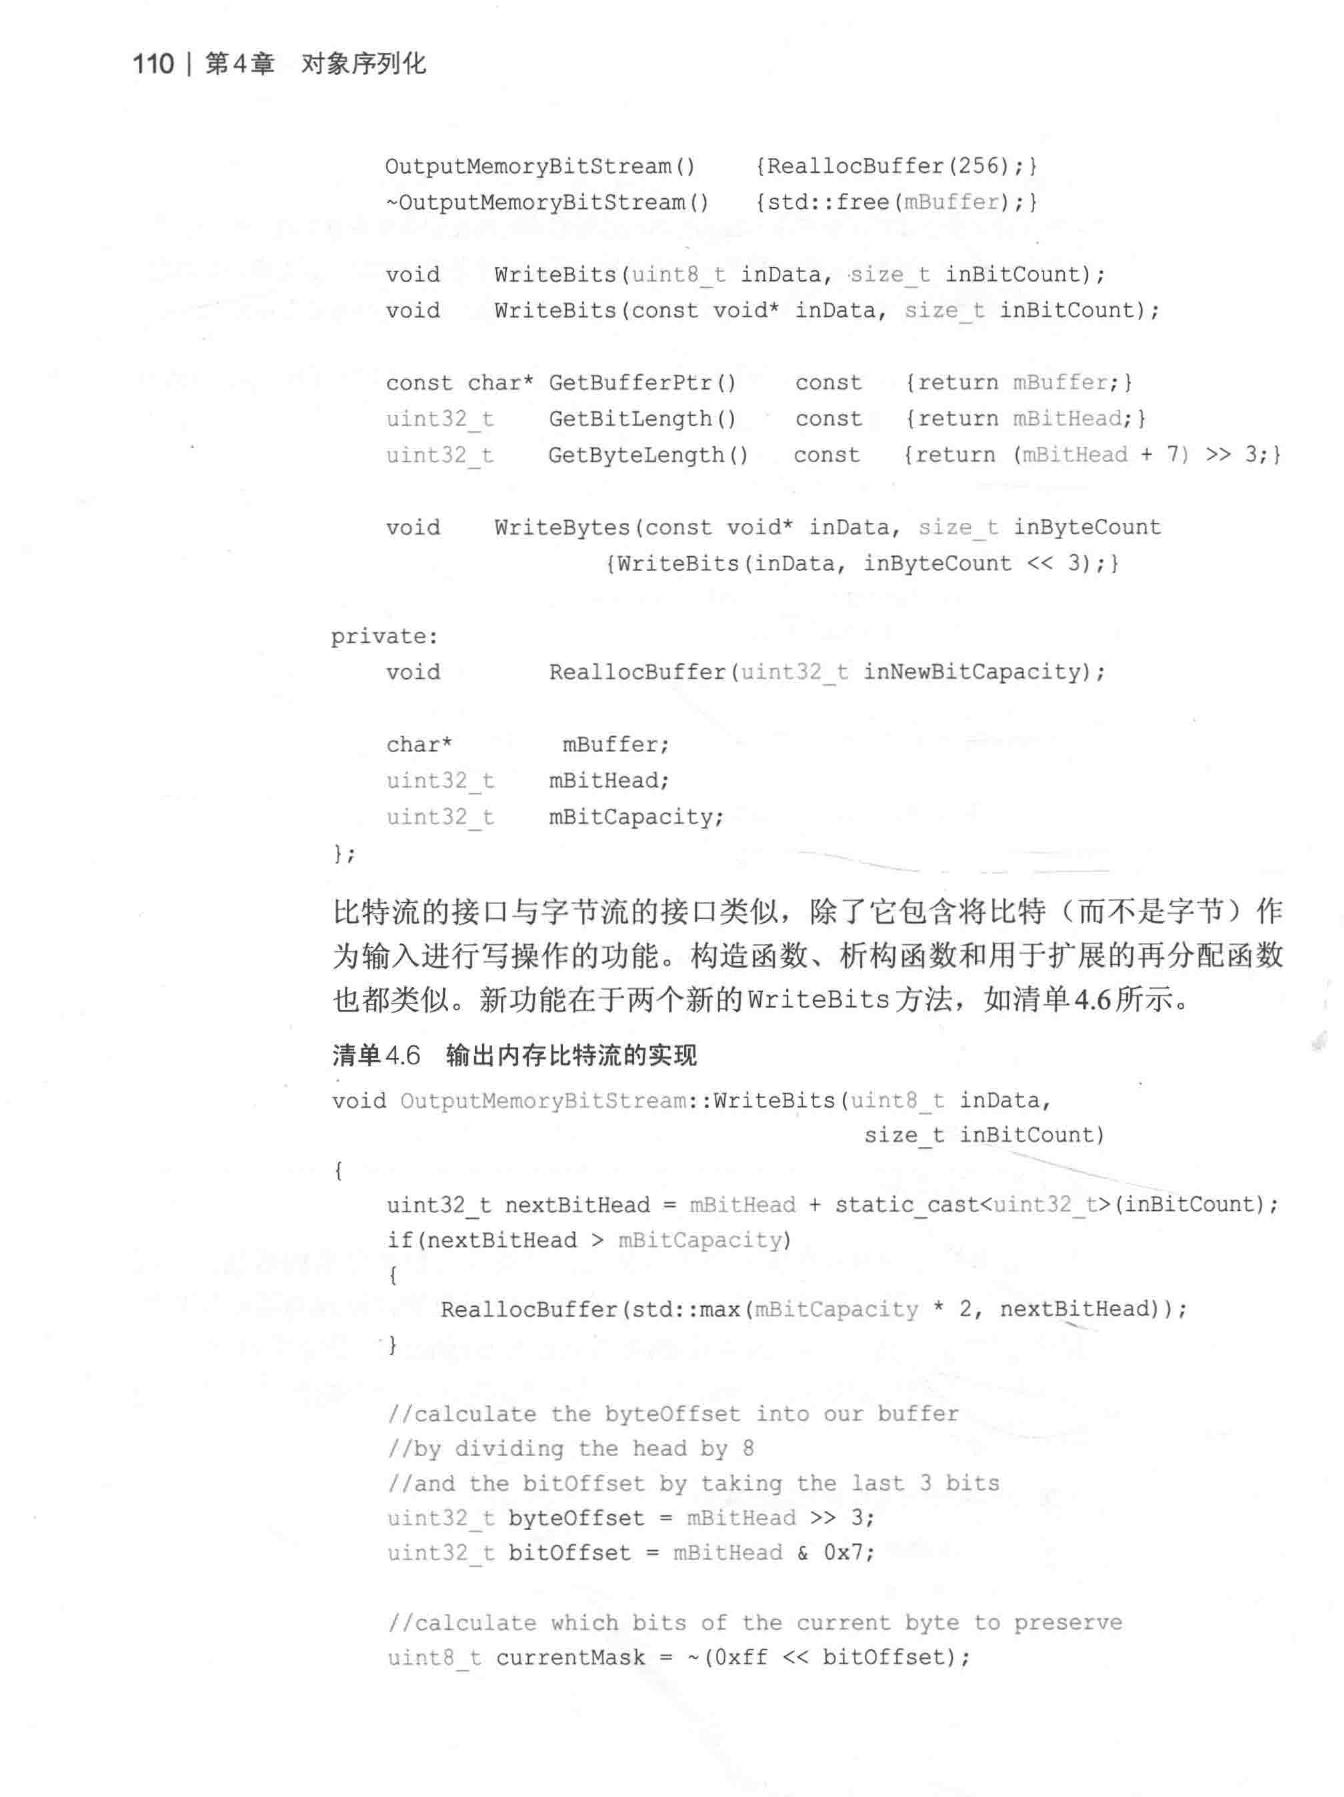 110 | 第4章 对象序列化
OutputMemoryBitStream() {ReallocBuffer(256);}
~OutputMemoryBitStream() {std::free(mBuffer);}
void WriteBits(uint8_t inData, size_t inBitCount);
void WriteBits(const void* inData, size_t inBitCount);
const char* GetBufferPtr() const {return mBuffer;}
uint32_t GetBitLength() const {return mBitHead;}
uint32_t GetByteLength() const {return (mBitHead + 7) >> 3;}
void WriteBytes(const void* inData, size_t inByteCount
{WriteBits(inData, inByteCount << 3);}
private:
void ReallocBuffer(uint32_t inNewBitCapacity);
char* mBuffer;
uint32_t mBitHead;
uint32_t mBitCapacity;
};
比特流的接口与字节流的接口类似，除了它包含将比特（而不是字节）作
为输入进行写操作的功能。构造函数、析构函数和用于扩展的再分配函数
也都类似。新功能在于两个新的WriteBits方法，如清单4.6所示。
清单4.6 输出内存比特流的实现
void OutputMemoryBitStream::WriteBits(uint8_t inData,
size_t inBitCount)
{
uint32_t nextBitHead = mBitHead + static_cast<uint32_t>(inBitCount);
if(nextBitHead > mBitCapacity)
{
ReallocBuffer(std::max(mBitCapacity * 2, nextBitHead));
}
//calculate the byteOffset into our buffer
//by dividing the head by 8
//and the bitOffset by taking the last 3 bits
uint32_t byteOffset = mBitHead >> 3;
uint32_t bitOffset = mBitHead & 0x7;
//calculate which bits of the current byte to preserve
uint8_t currentMask = ~(0xff << bitOffset);